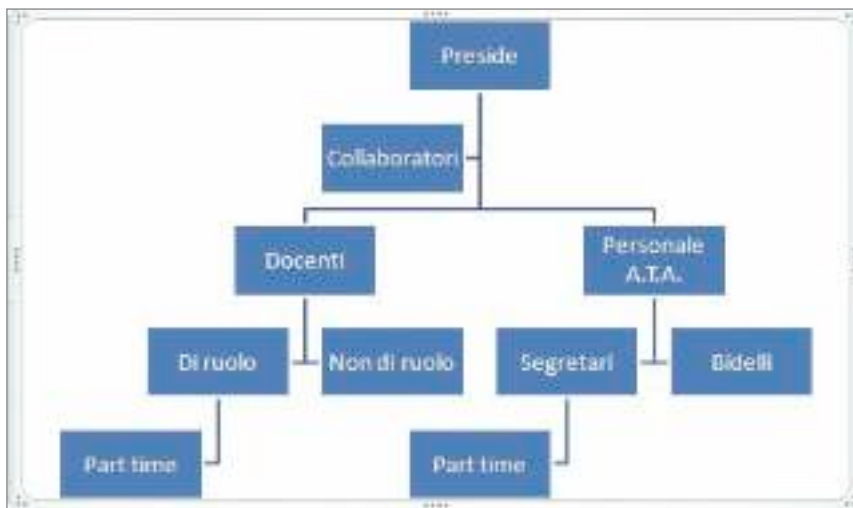 Preside
Collaboratori
Docenti
Personale
A.T.A.
Di ruolo
Non di ruolo
Segretari
Bidelli
Part time
Part time